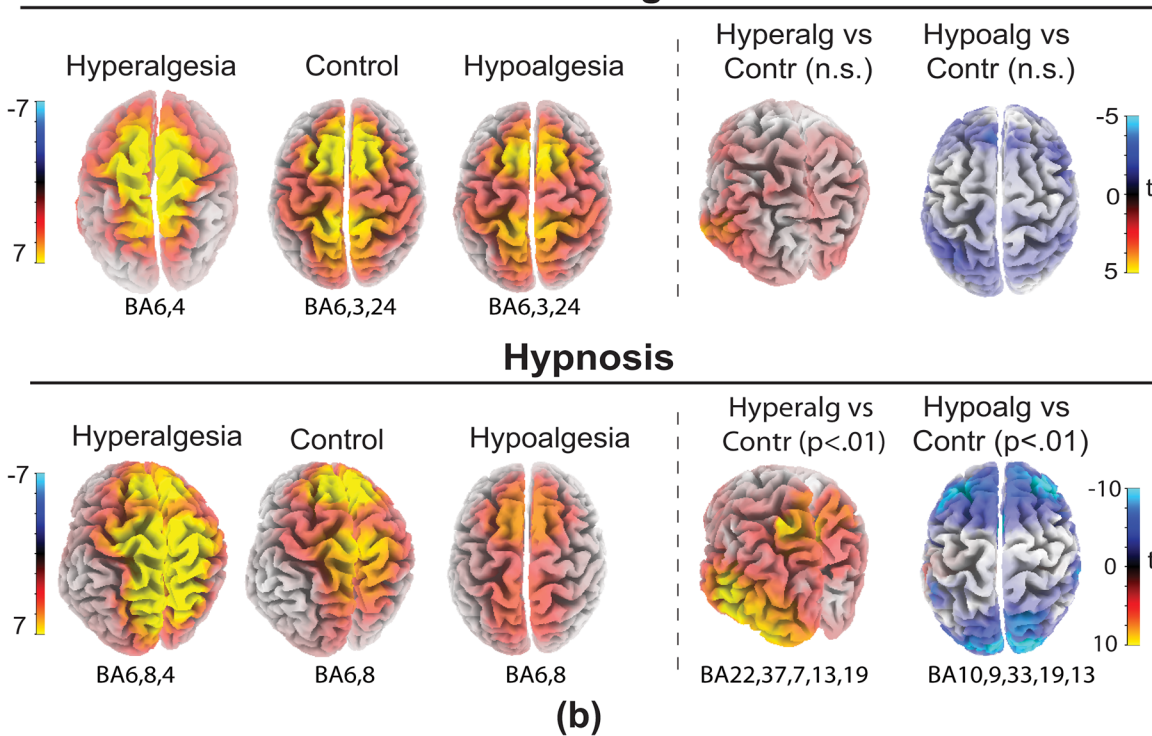 Hyperalgesia Control Hypoalgesia
Hyperalg vs
Contr (n.s.)
Hypoalg vs
Contr (n.s.)
-7
7
-5
0
5
t
BA6,4 BA6,3,24 BA6,3,24
Hypnosis
Hyperalgesia Control Hypoalgesia
Hyperalg vs
Contr (p<.01)
Hypoalg vs
Contr (p<.01)
-7
7
-10
0
10
t
BA6,8,4 BA6,8 BA6,8 BA22,37,7,13,19 BA10,9,33,19,13
(b)